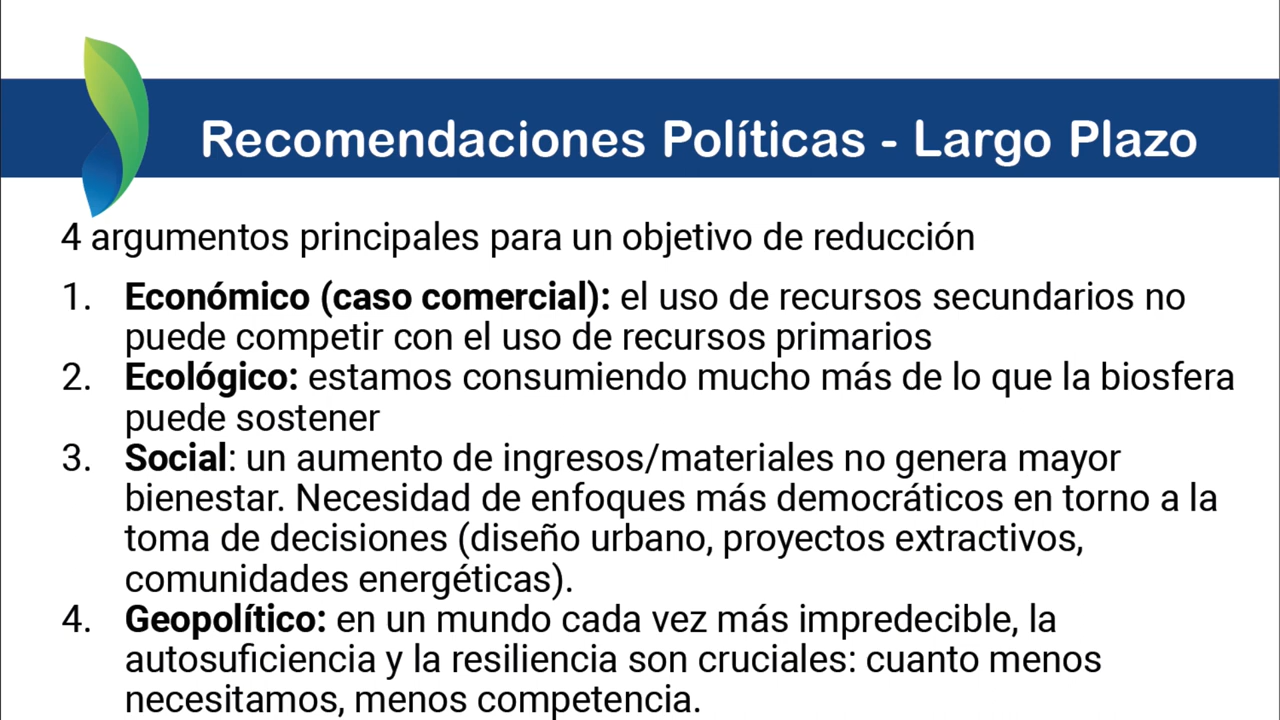 Recomendaciones Políticas - Largo Plazo
4 argumentos principales para un objetivo de reducción
1. Económico (caso comercial): el uso de recursos secundarios no
puede competir con el uso de recursos primarios
2. Ecológico: estamos consumiendo mucho más de lo que la biosfera
puede sostener
3. Social: un aumento de ingresos/materiales no genera mayor
bienestar. Necesidad de enfoques más democráticos en torno a la
toma de decisiones (diseño urbano, proyectos extractivos,
comunidades energéticas).
4. Geopolítico: en un mundo cada vez más impredecible, la
autosuficiencia y la resiliencia son cruciales: cuanto menos
necesitamos, menos competencia.